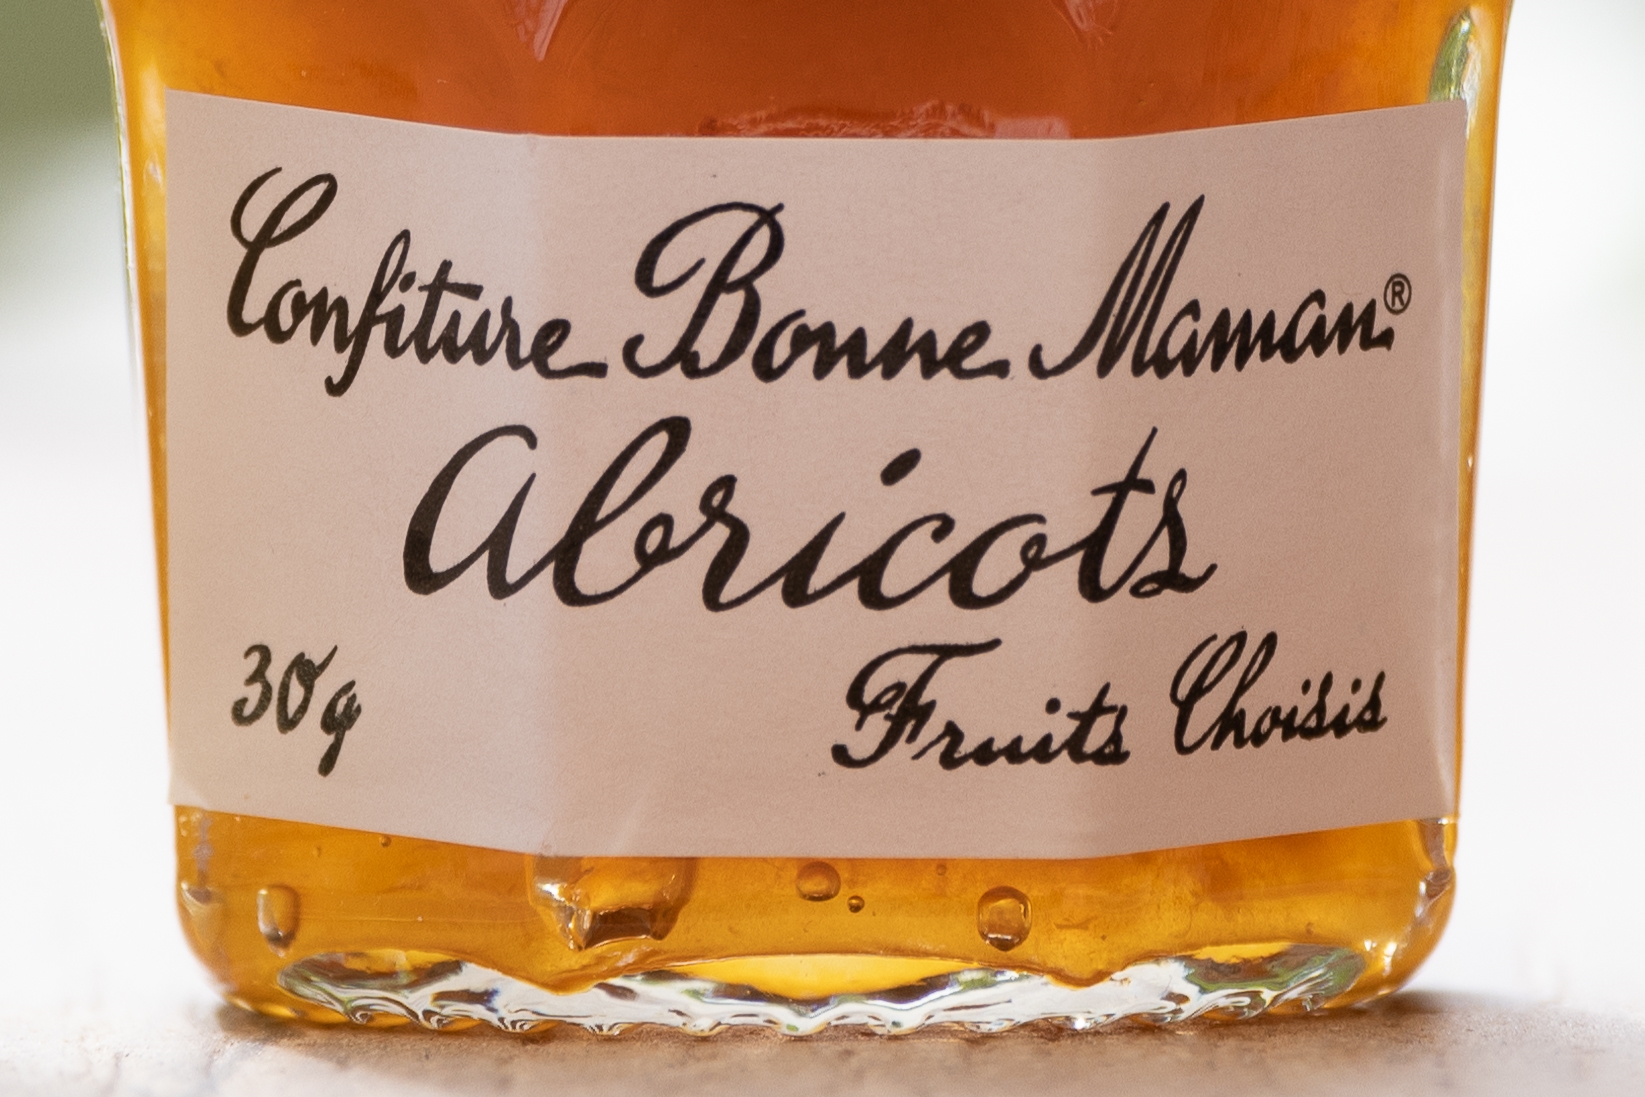 Confiture Bonne Maman®
Abricots
30g
Fruits Choisis